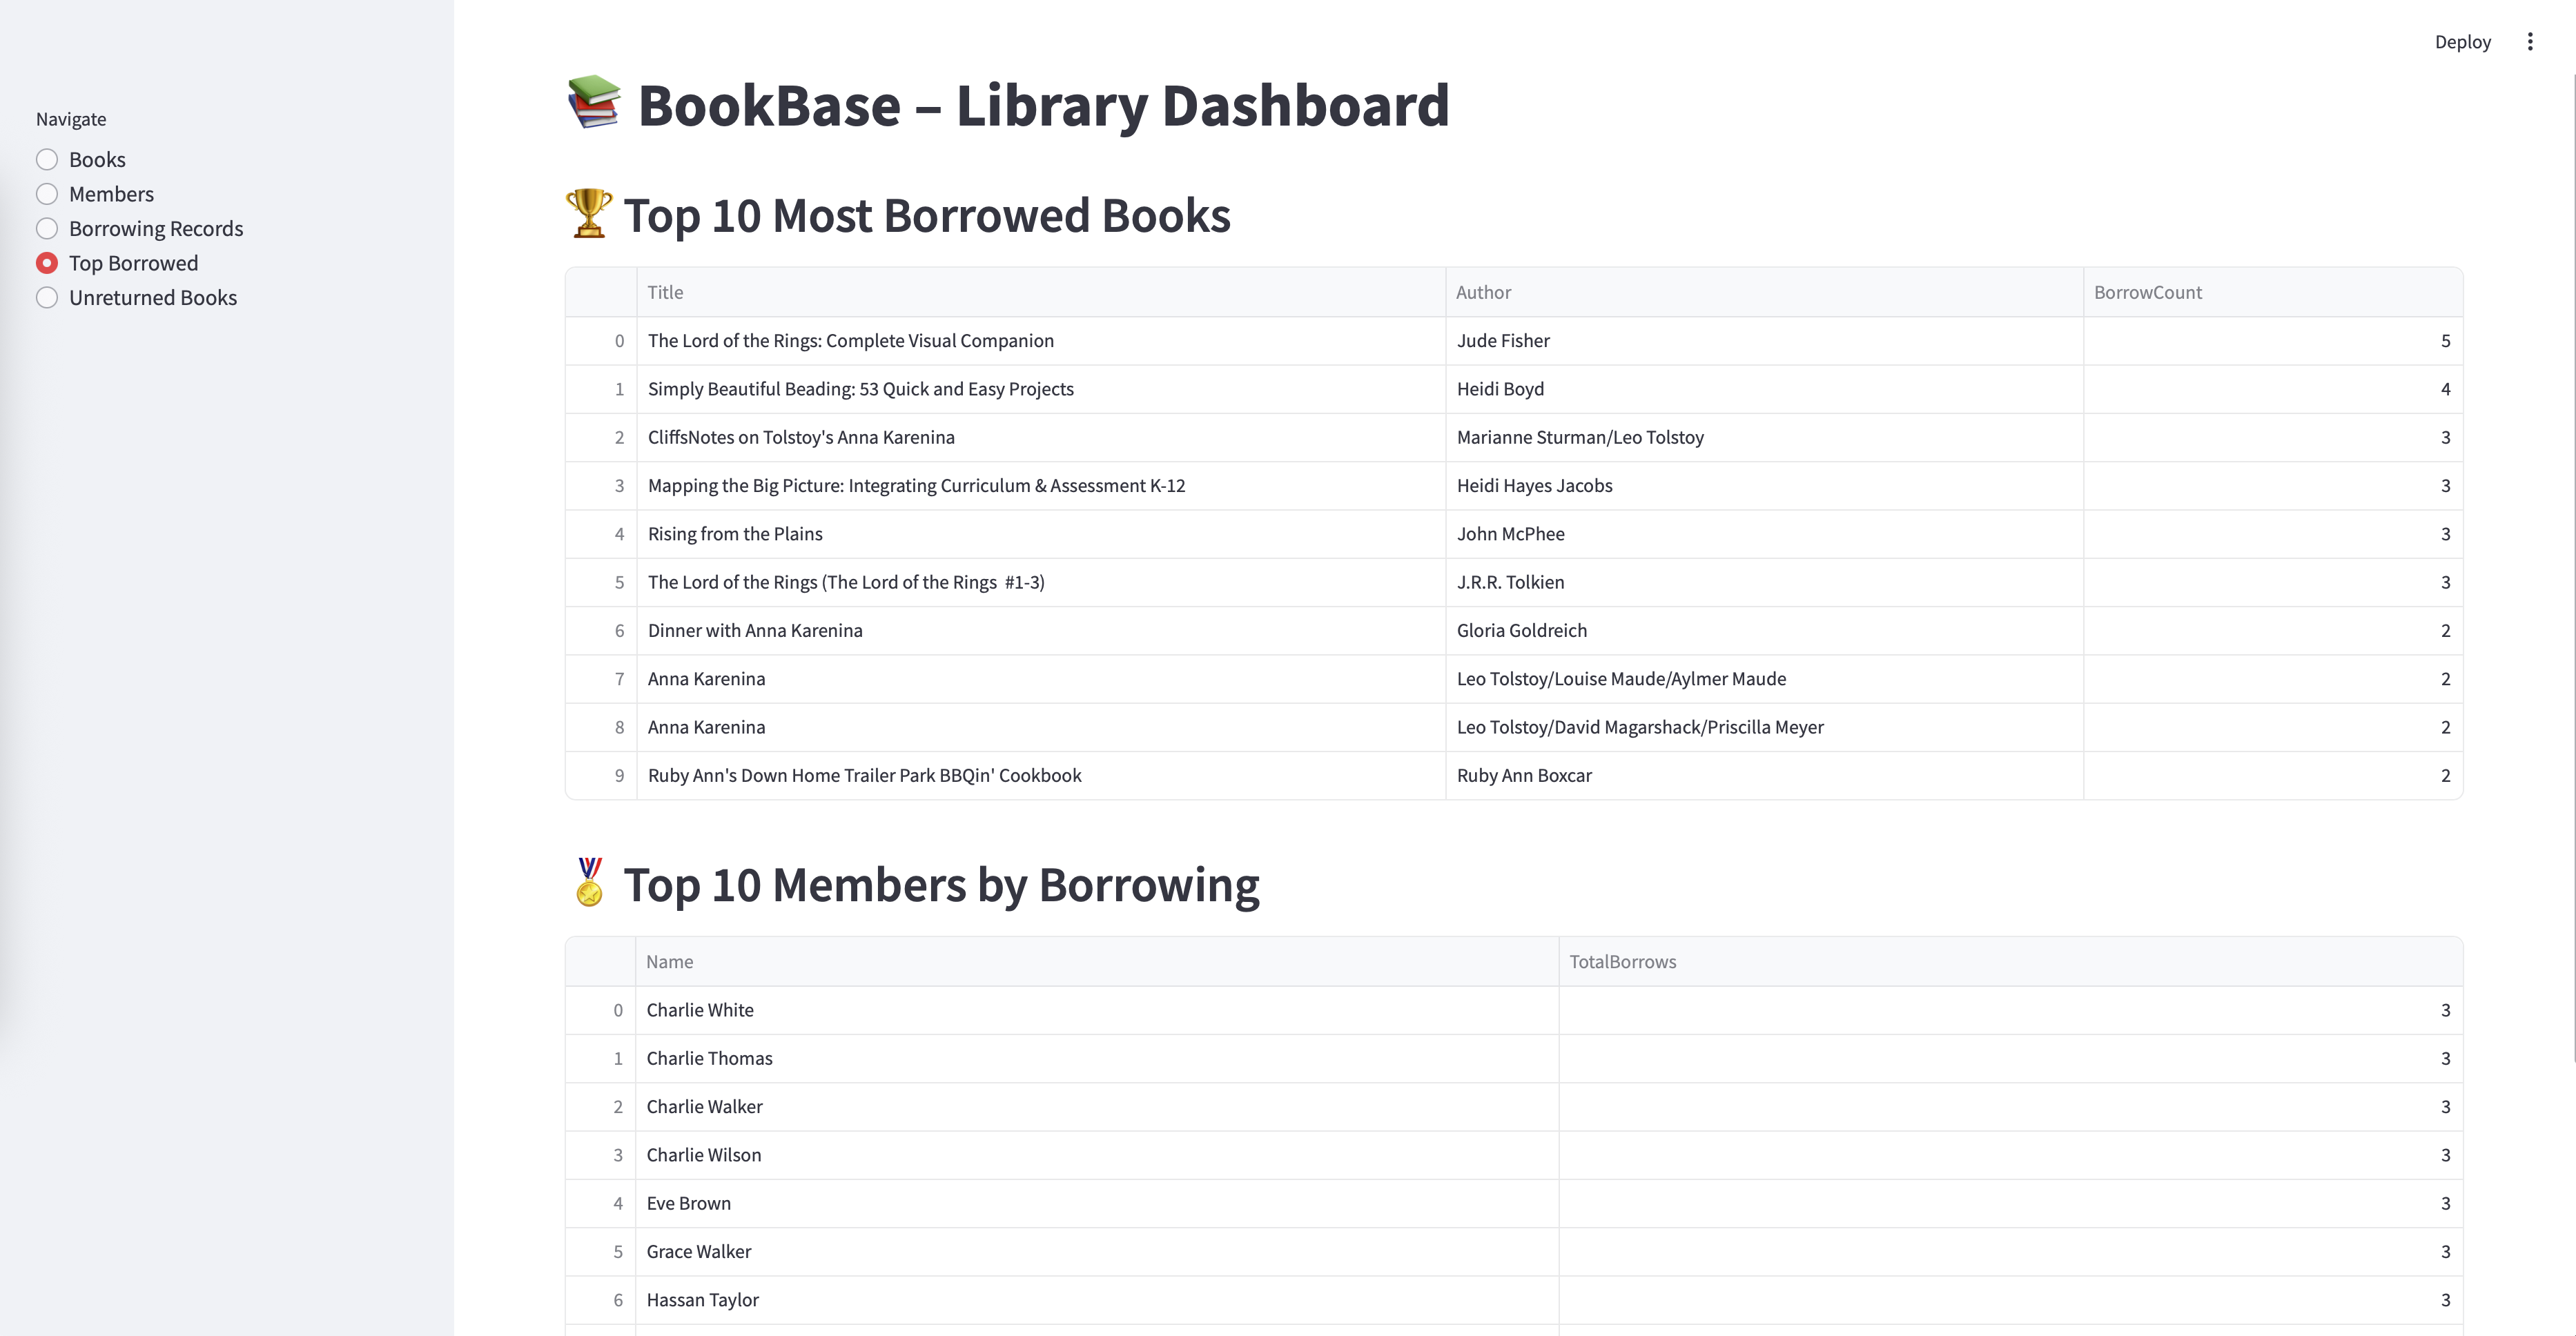 Deploy
Navigate
Books
Members
Borrowing Records
Top Borrowed
Unreturned Books
BookBase – Library Dashboard
Top 10 Most Borrowed Books
Title Author BorrowCount
0 The Lord of the Rings: Complete Visual Companion Jude Fisher 5
1 Simply Beautiful Beading: 53 Quick and Easy Projects Heidi Boyd 4
2 CliffsNotes on Tolstoy's Anna Karenina Marianne Sturman/Leo Tolstoy 3
3 Mapping the Big Picture: Integrating Curriculum & Assessment K-12 Heidi Hayes Jacobs 3
4 Rising from the Plains John McPhee 3
5 The Lord of the Rings (The Lord of the Rings  #1-3) J.R.R. Tolkien 3
6 Dinner with Anna Karenina Gloria Goldreich 2
7 Anna Karenina Leo Tolstoy/Louise Maude/Aylmer Maude 2
8 Anna Karenina Leo Tolstoy/David Magarshack/Priscilla Meyer 2
9 Ruby Ann's Down Home Trailer Park BBQin' Cookbook Ruby Ann Boxcar 2
Top 10 Members by Borrowing
Name TotalBorrows
0 Charlie White 3
1 Charlie Thomas 3
2 Charlie Walker 3
3 Charlie Wilson 3
4 Eve Brown 3
5 Grace Walker 3
6 Hassan Taylor 3